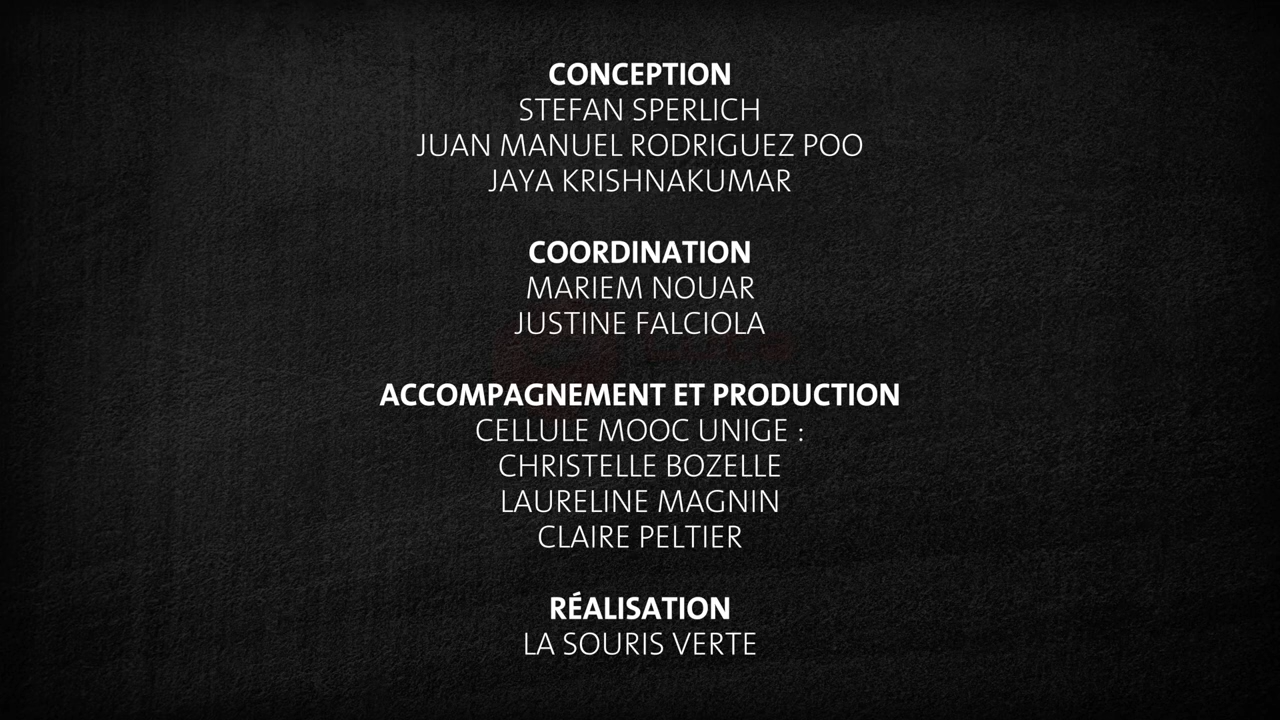 CONCEPTION
STEFAN SPERLICH
JUAN MANUEL RODRIGUEZ POO
JAYA KRISHNAKUMAR
COORDINATION
MARIEM NOUAR
JUSTINE FALCIOLA
ACCOMPAGNEMENT ET PRODUCTION
CELLULE MOOC UNIGE :
CHRISTELLE BOZELLE
LAURELINE MAGNIN
CLAIRE PELTIER
RÉALISATION
LA SOURIS VERTE